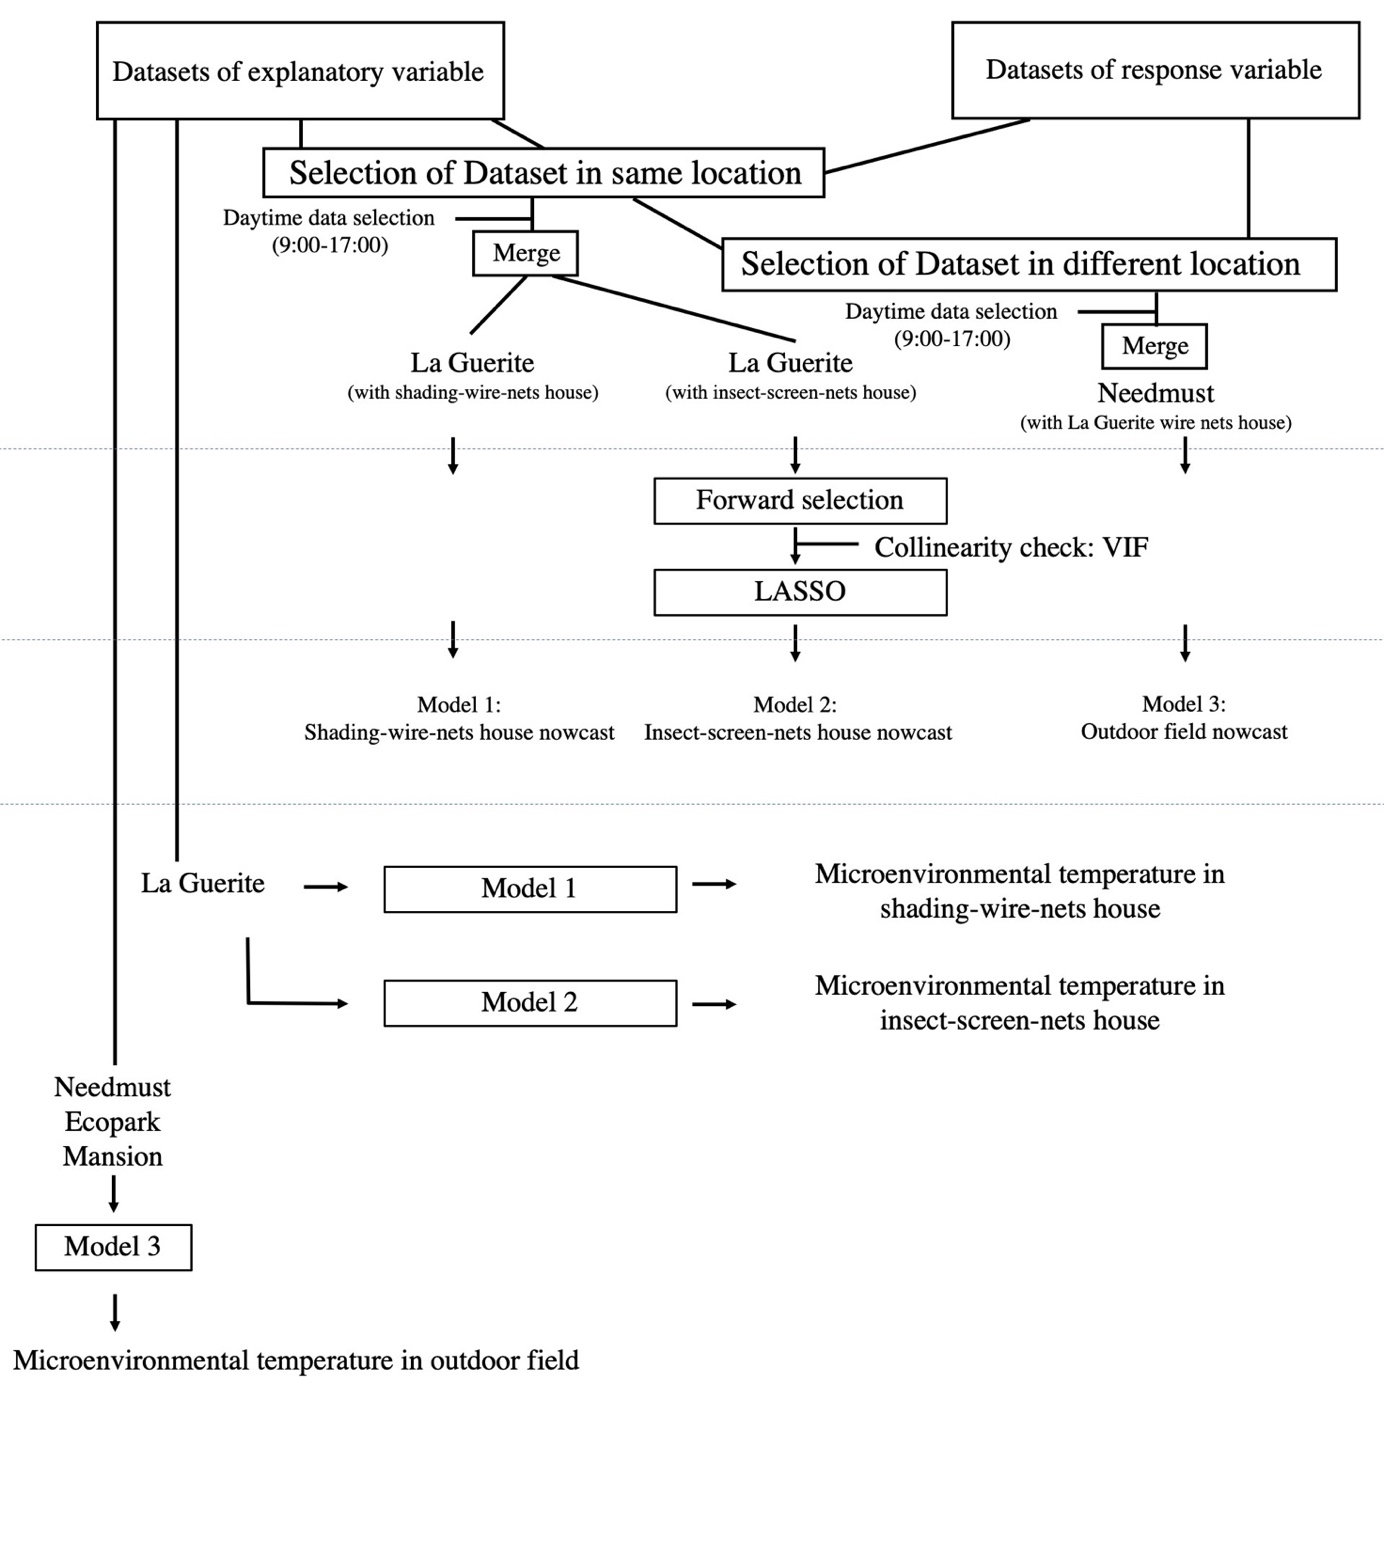 Datasets of explanatory variable
Datasets of response variable
Selection of Dataset in same location
Daytime data selection
(9:00-17:00)
Merge
Selection of Dataset in different location
Daytime data selection
(9:00-17:00)
Merge
La Guerite
(with shading-wire-nets house)
La Guerite
(with insect-screen-nets house)
Needmust
(with La Guerite wire nets house)
Forward selection
Collinearity check: VIF
LASSO
Model 1:
Shading-wire-nets house nowcast
Model 2:
Insect-screen-nets house nowcast
Model 3:
Outdoor field nowcast
La Guerite
Model 1
Microenvironmental temperature in
shading-wire-nets house
Model 2
Microenvironmental temperature in
insect-screen-nets house
Needmust
Ecopark
Mansion
Model 3
Microenvironmental temperature in outdoor field